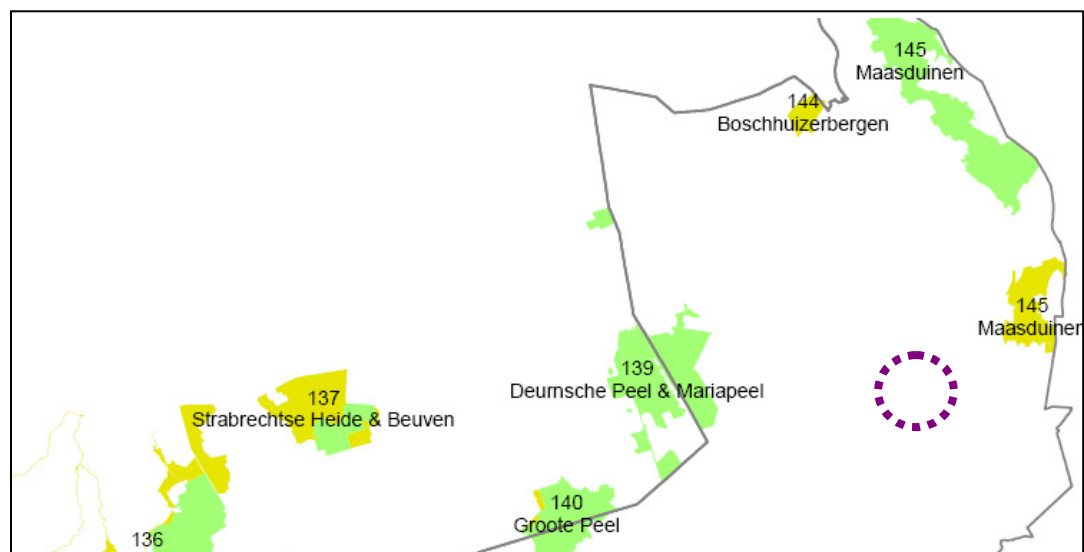 145
Maasduinen
144
Boschhuizerbergen
145
Maasduinen
139
Deurnsche Peel & Mariapeel
137
Strabrechtse Heide & Beuven
140
Groote Peel
136